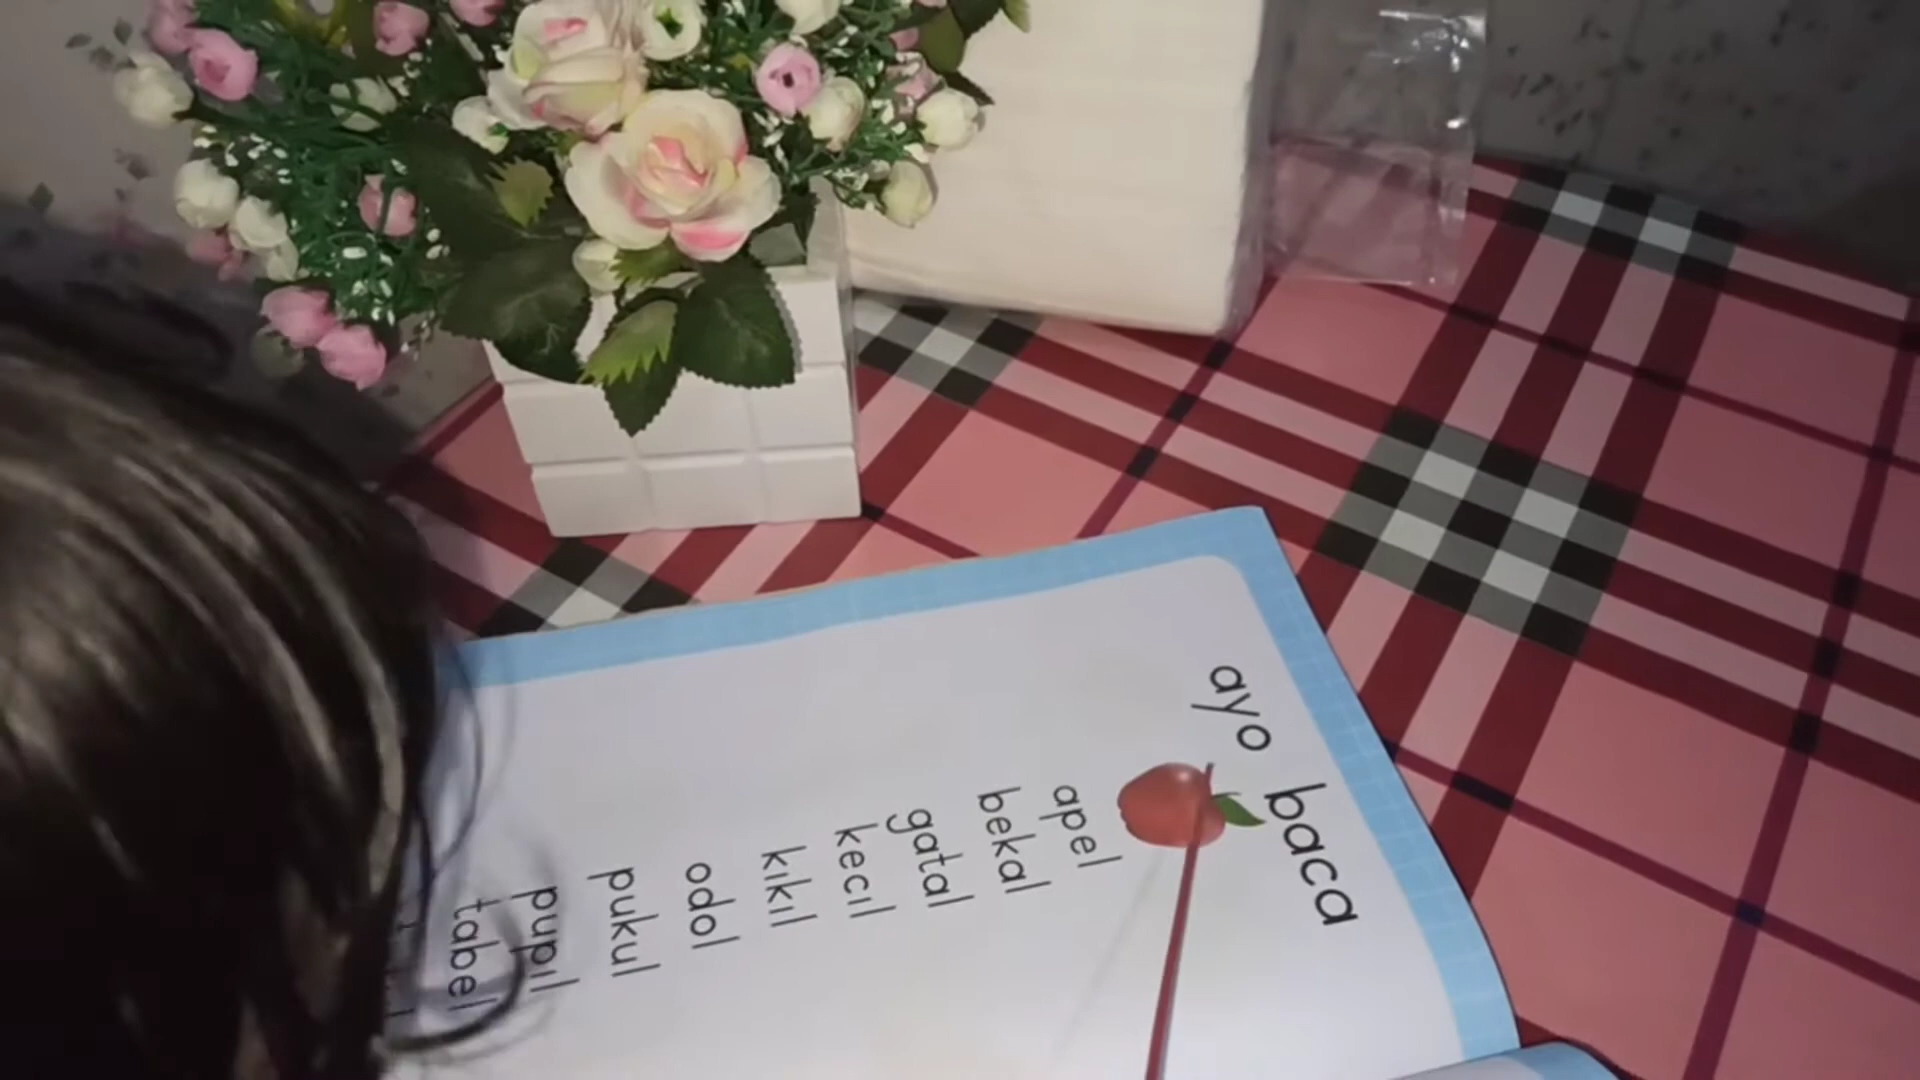 ayo baca
apel
bekal
gatal
kecil
kikil
odol
pukul
pupil
tabel